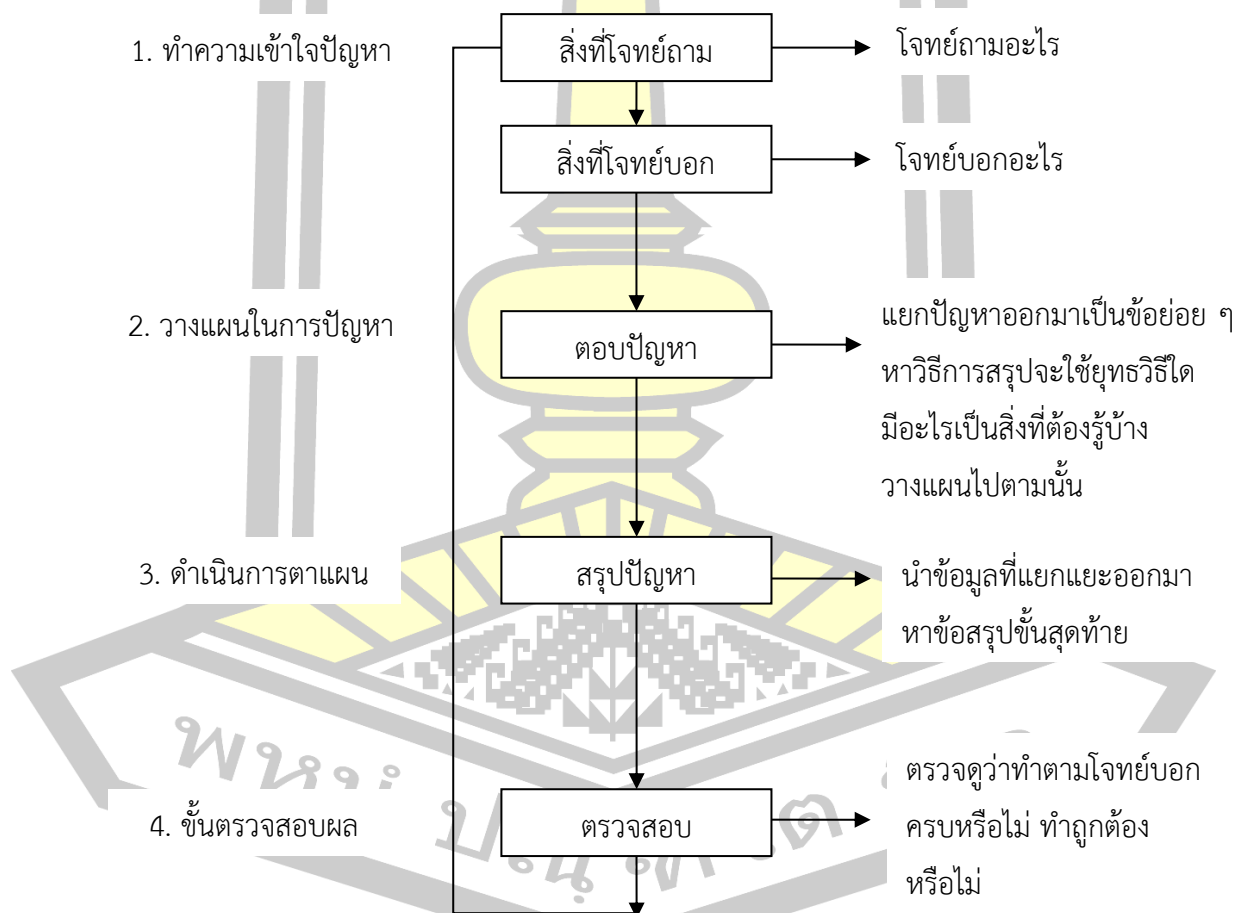 1. ทำความเข้าใจปัญหา
สิ่งที่โจทย์ถาม
โจทย์ถามอะไร
สิ่งที่โจทย์บอก
โจทย์บอกอะไร
2. วางแผนในการปัญหา
ตอบปัญหา
แยกปัญหาออกมาเป็นข้อย่อย ๆ
หาวิธีการสรุปจะใช้ยุทธวิธีใด
มีอะไรเป็นสิ่งที่ต้องรู้บ้าง
วางแผนไปตามนั้น
3. ดำเนินการตาแผน
สรุปปัญหา
นำข้อมูลที่แยกแยะออกมา
หาข้อสรุปขั้นสุดท้าย
4. ขั้นตรวจสอบผล
ตรวจสอบ
ตรวจดูว่าทำตามโจทย์บอก
ครบหรือไม่ ทำถูกต้อง
หรือไม่